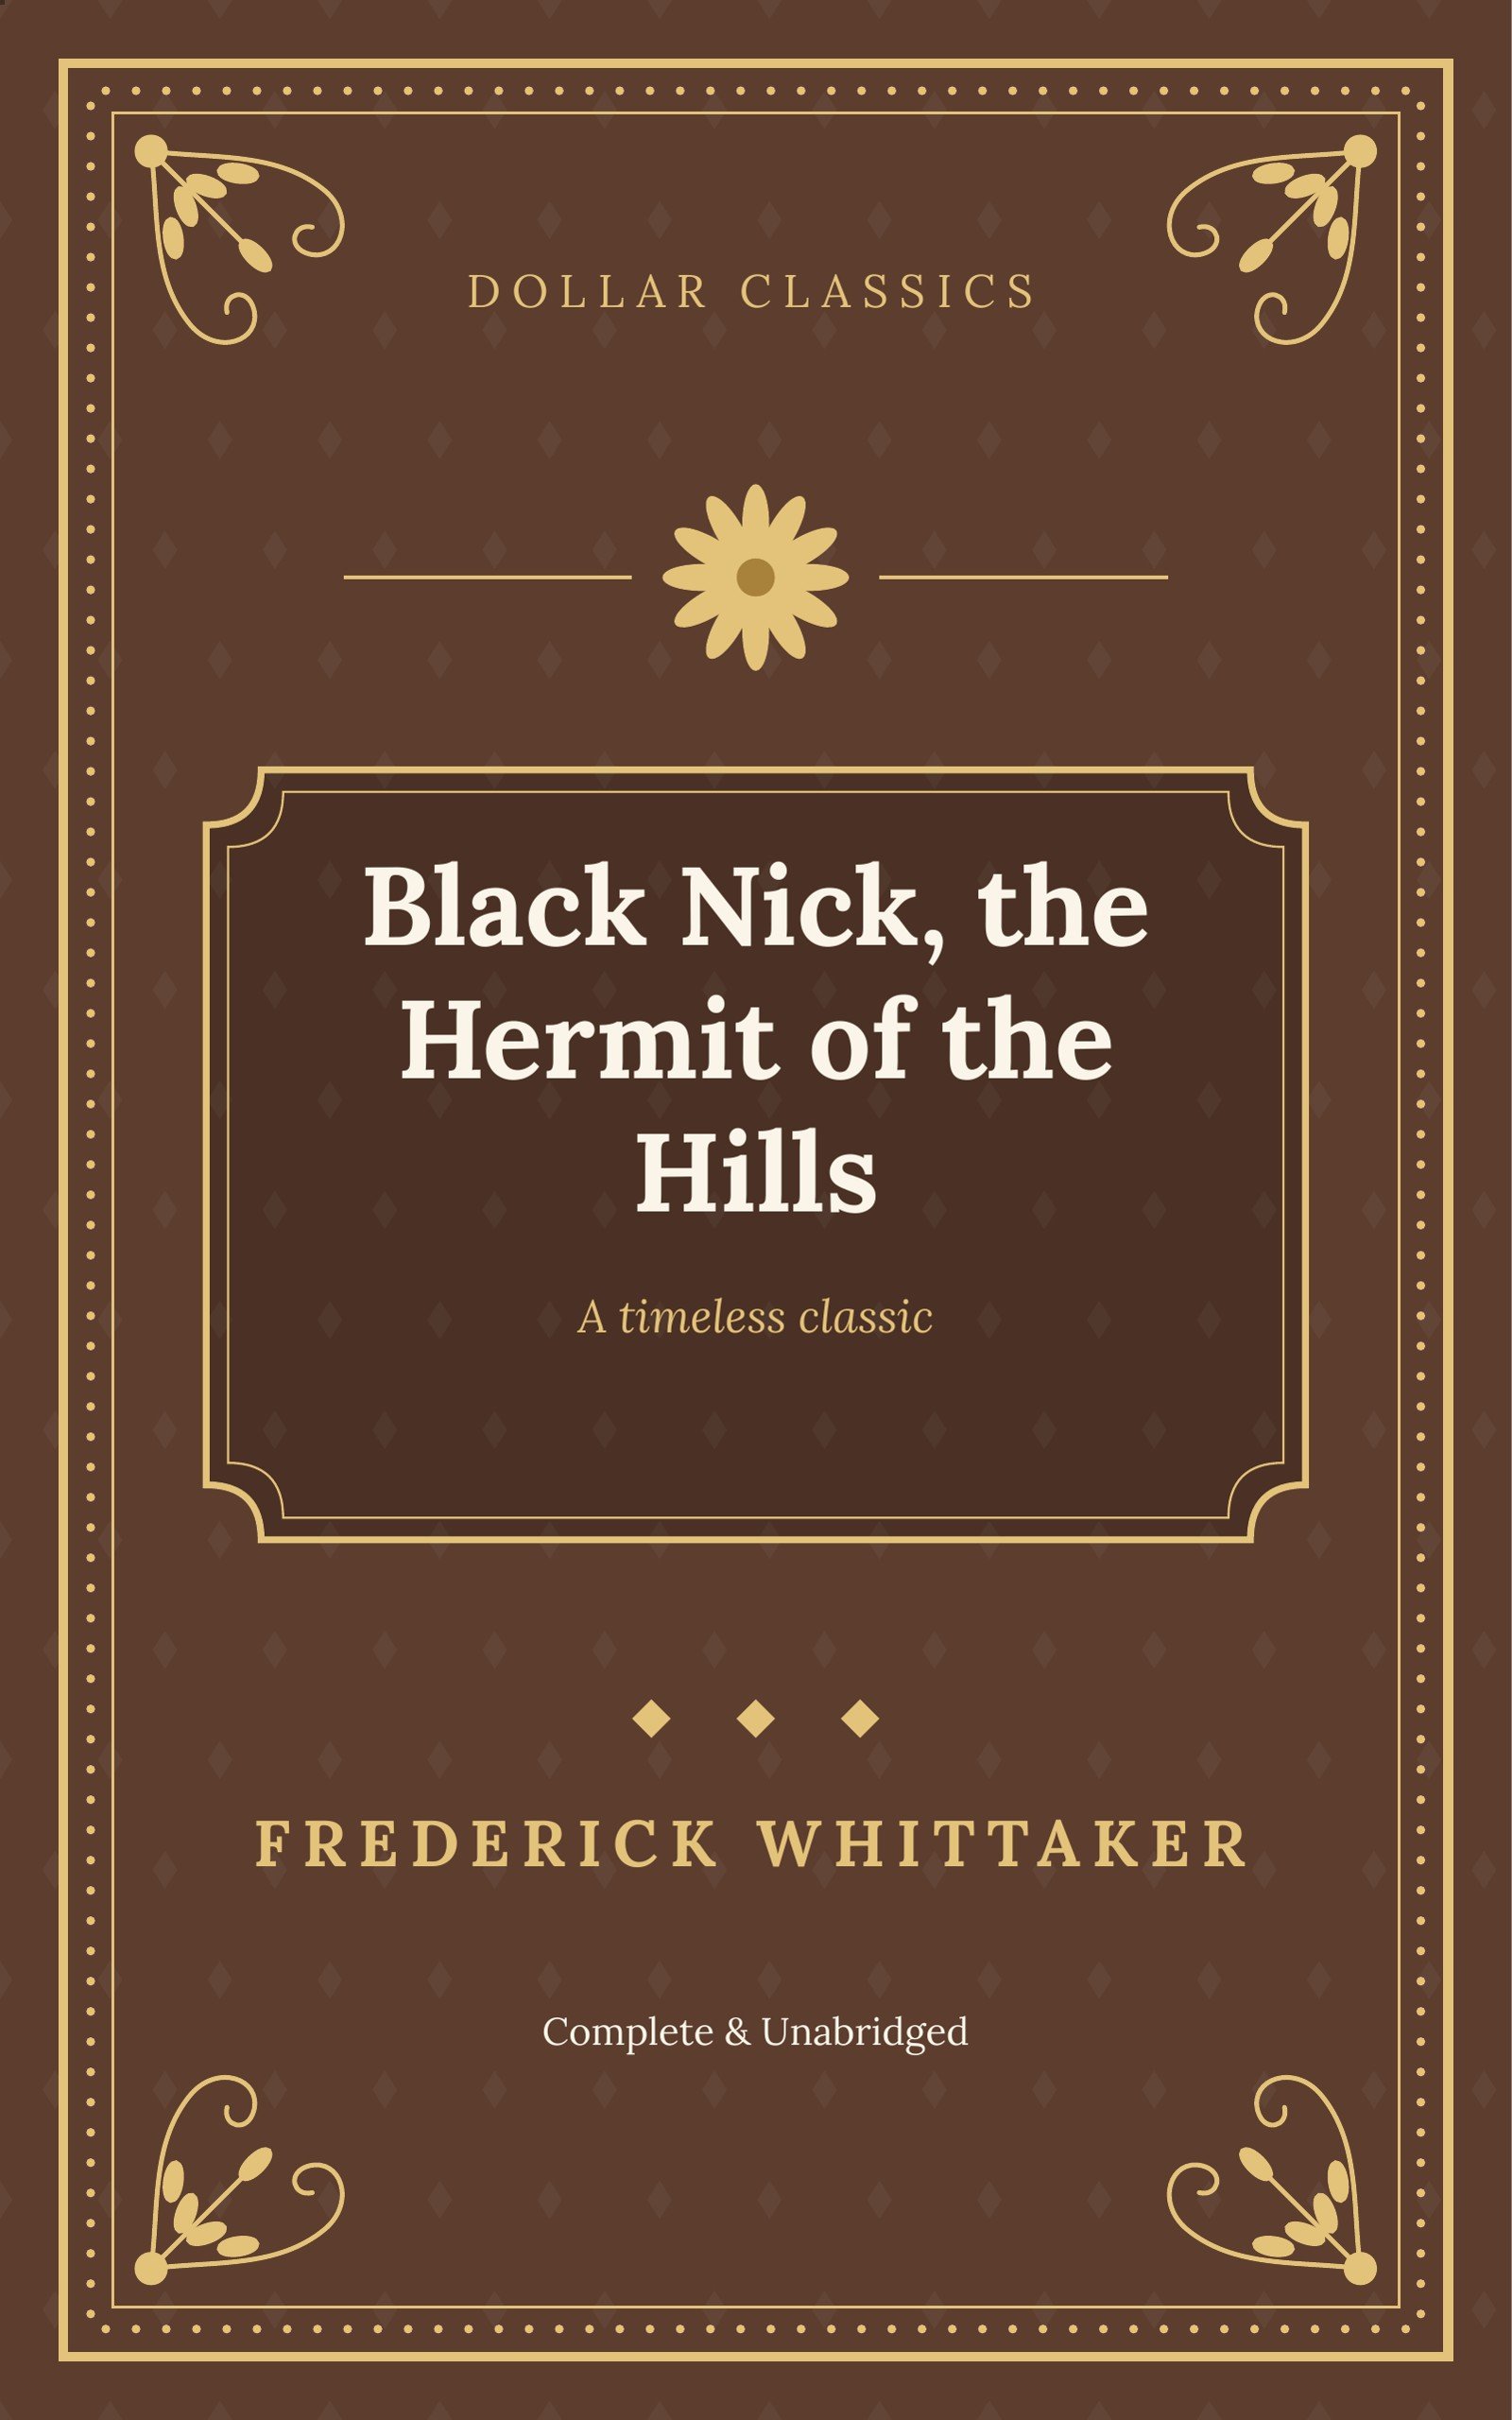 DOLLAR CLASSICS
Black Nick, the
Hermit of the
Hills
A timeless classic
FREDERICK WHITTAKER
Complete & Unabridged